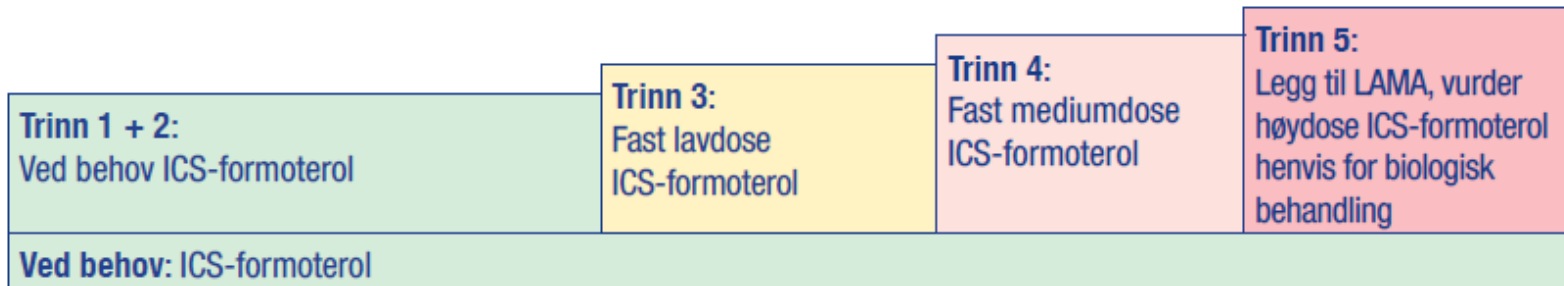 Trinn 1 + 2:
Ved behov ICS-formoterol
Trinn 3:
Fast lavdose
ICS-formoterol
Trinn 4:
Fast mediumdose
ICS-formoterol
Trinn 5:
Legg til LAMA, vurder
høydose ICS-formoterol
henvis for biologisk
behandling
Ved behov: ICS-formoterol